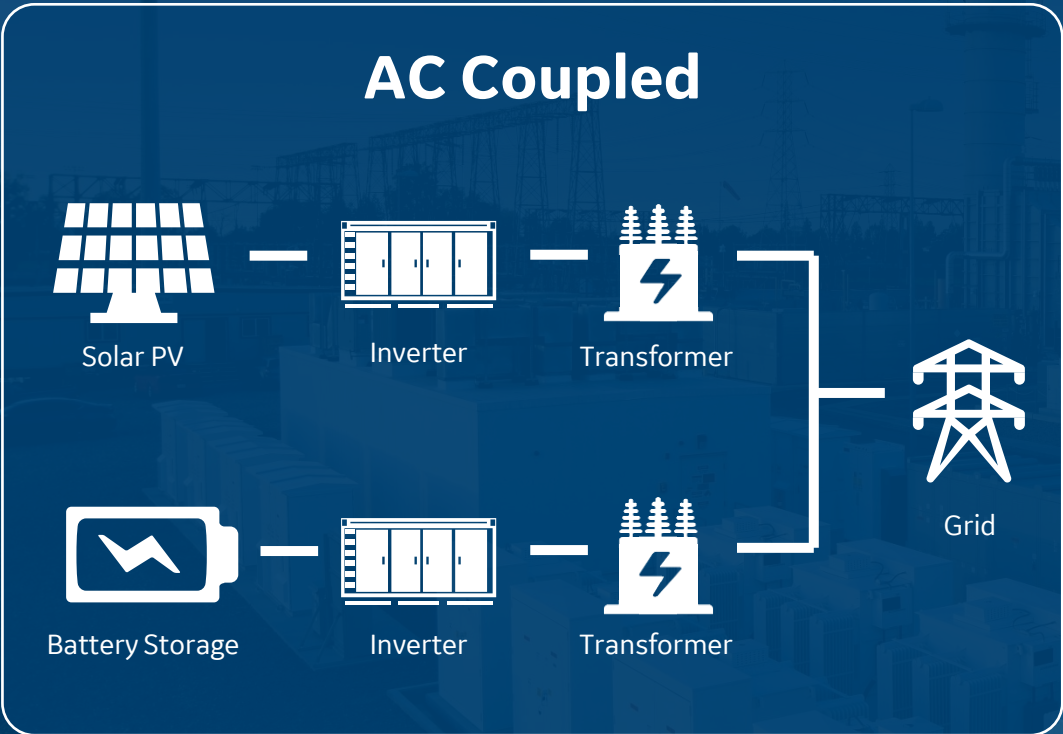 AC Coupled
Solar PV
Inverter
Transformer
Grid
Battery Storage
Inverter
Transformer